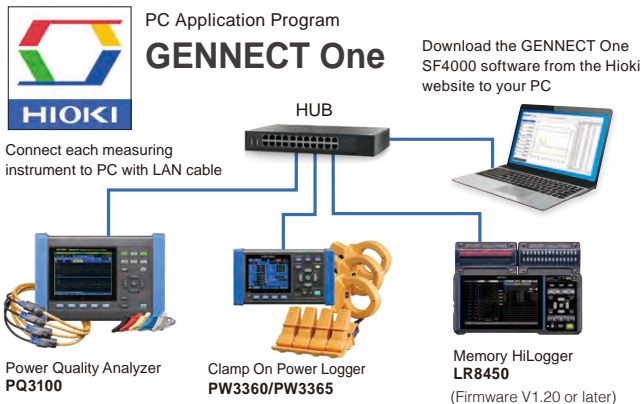 PC Application Program
GENNECT One
HIOKI
Download the GENNECT One
SF4000 software from the Hioki
website to your PC
HUB
Connect each measuring
instrument to PC with LAN cable
HIOKI
Power Quality Analyzer
PQ3100
Clamp On Power Logger
PW3360/PW3365
Memory HiLogger
LR8450
(Firmware V1.20 or later)